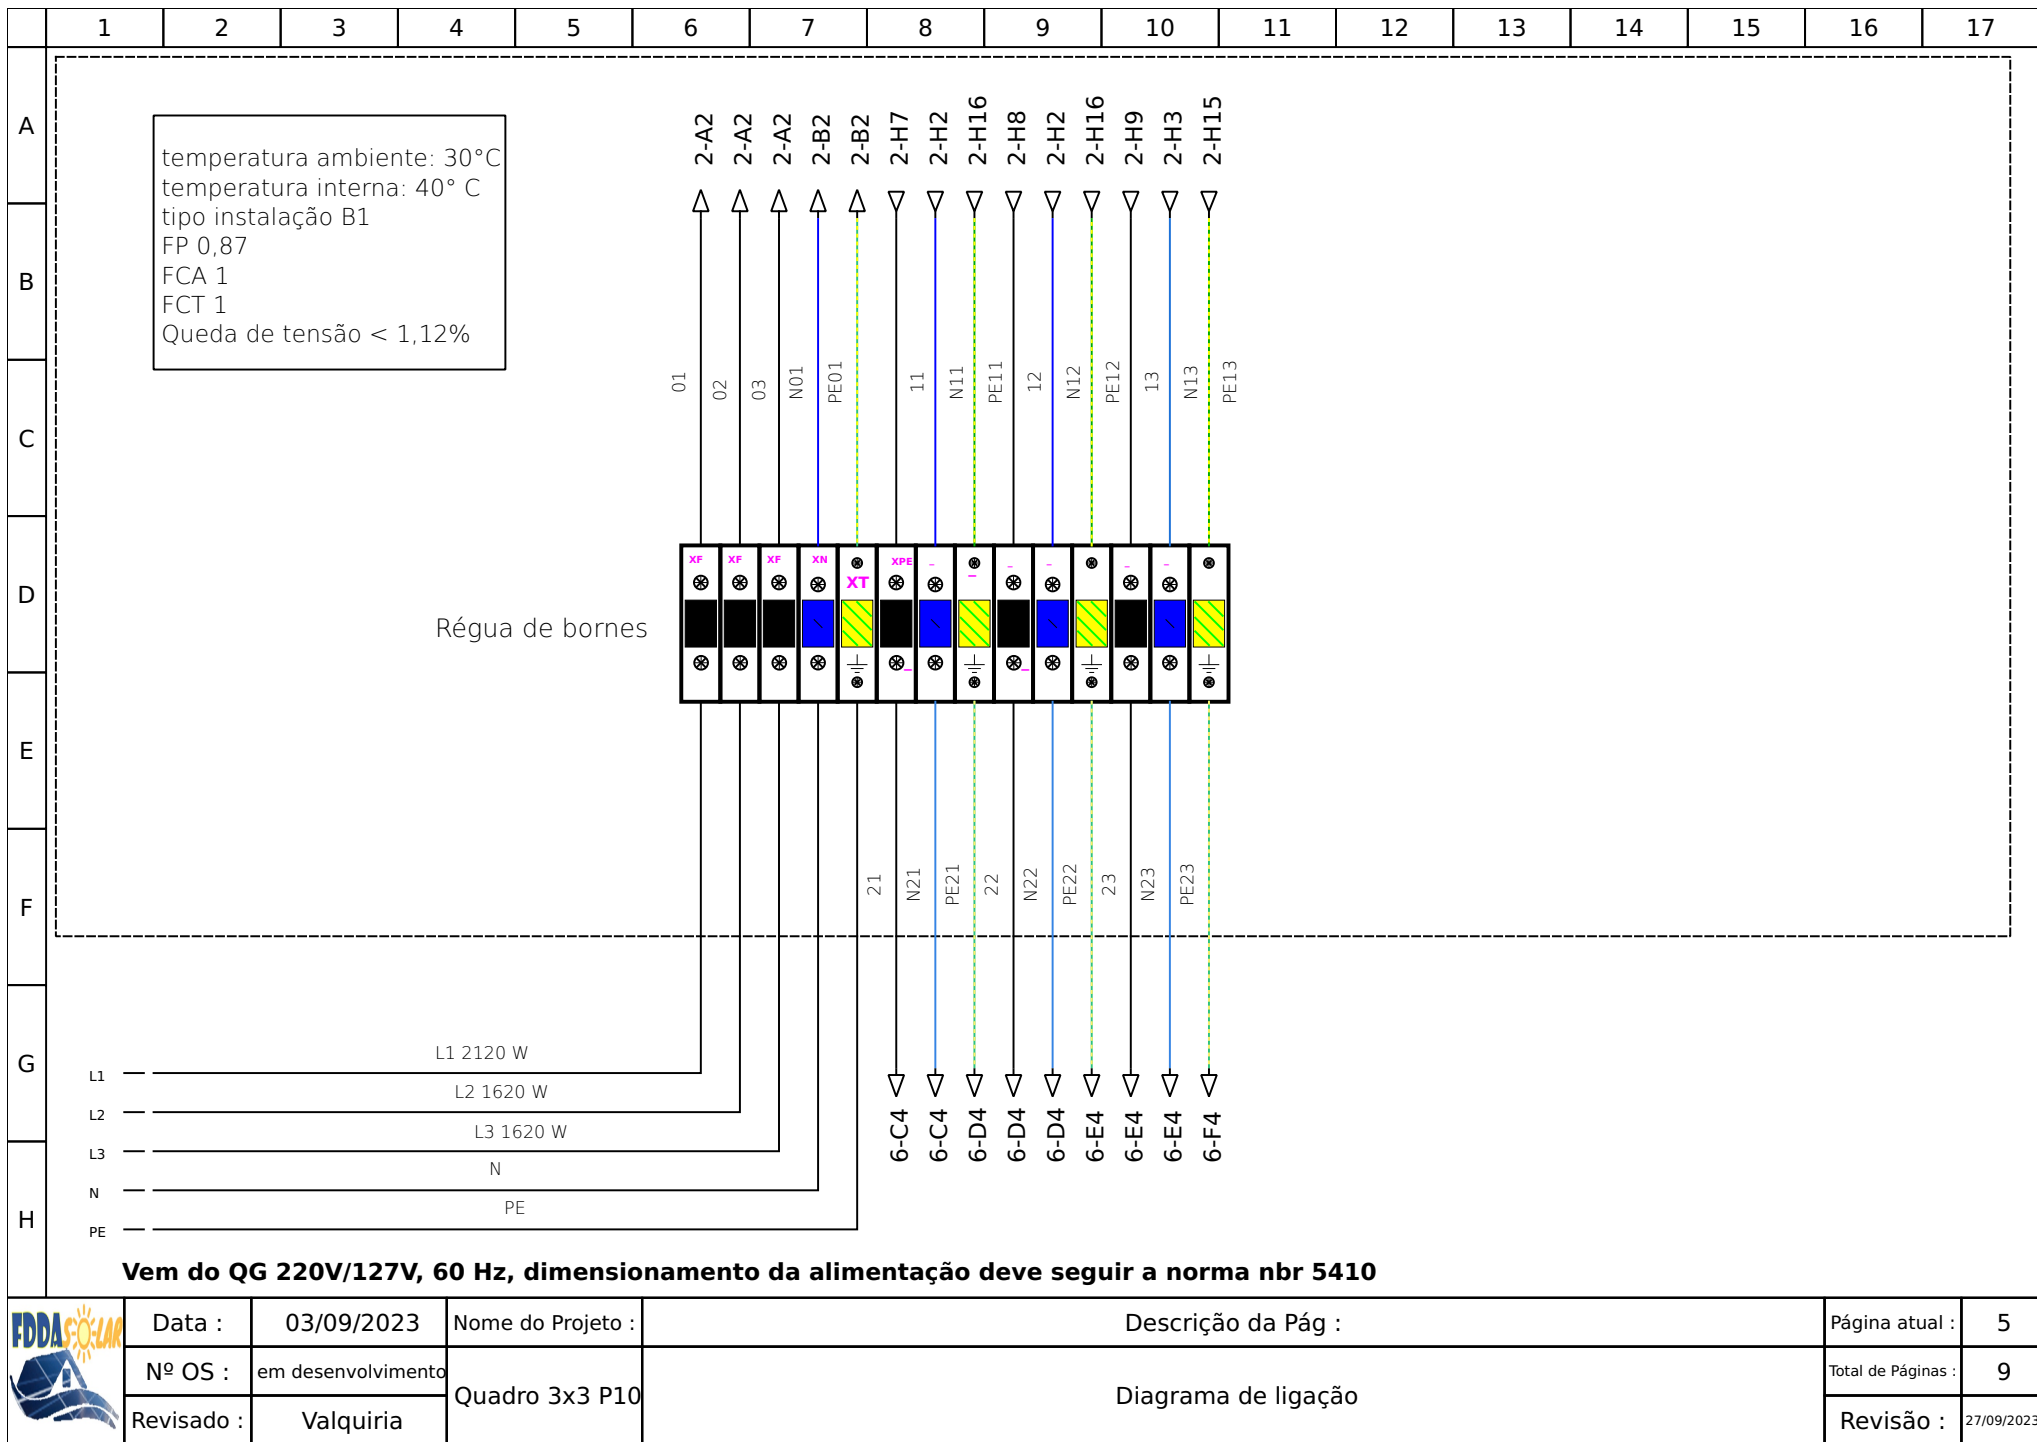 1 2 3 4 5 6 7 8 9 10 11 12 13 14 15 16 17
A
B
C
D
E
F
G
H
temperatura ambiente: 30°C
temperatura interna: 40° C
tipo instalação B1
FP 0,87
FCA 1
FCT 1
Queda de tensão < 1,12%
2-A2 2-A2 2-A2 2-B2 2-B2 2-H7 2-H2 2-H16 2-H8 2-H2 2-H16 2-H9 2-H3 2-H15
01 02 03 N01 PE01 11 N11 PE11 12 N12 PE12 13 N13 PE13
XF XF XF XN XT XPE
Régua de bornes
21 N21 PE21 22 N22 PE22 23 N23 PE23
6-C4 6-C4 6-D4 6-D4 6-D4 6-E4 6-E4 6-E4 6-F4
L1 L1 2120 W
L2 L2 1620 W
L3 L3 1620 W
N N
PE PE
Vem do QG 220V/127V, 60 Hz, dimensionamento da alimentação deve seguir a norma nbr 5410
FDDASOLAR
Data : 03/09/2023 Nome do Projeto : Descrição da Pág : Página atual : 5
Nº OS : em desenvolvimento Quadro 3x3 P10 Diagrama de ligação Total de Páginas : 9
Revisado : Valquiria Revisão : 27/09/2023